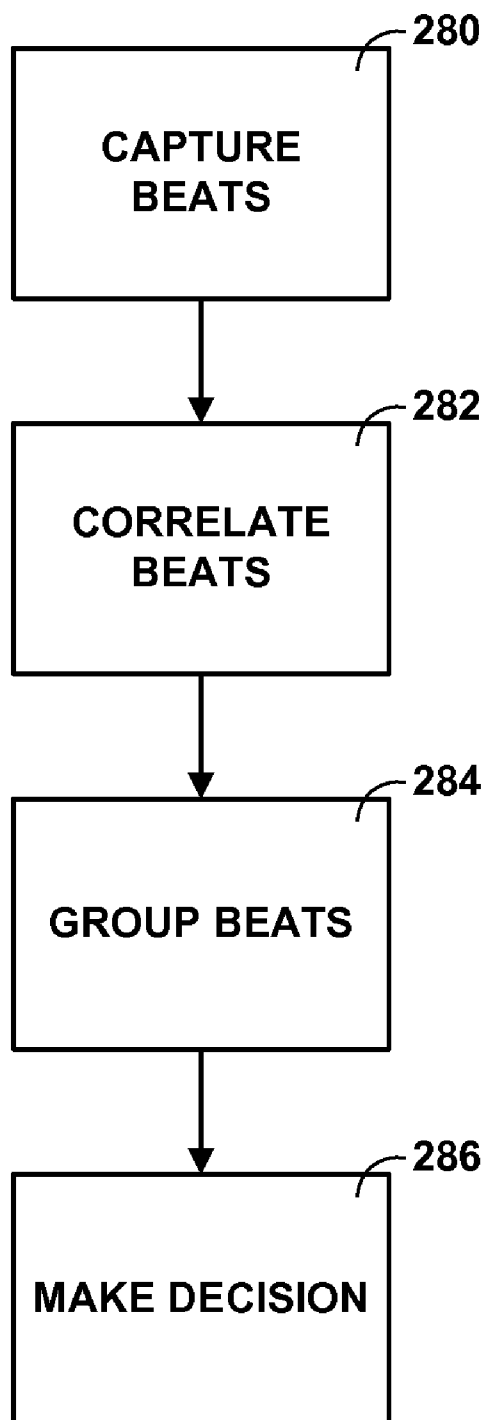 280
CAPTURE
BEATS
282
CORRELATE
BEATS
284
GROUP BEATS
286
MAKE DECISION